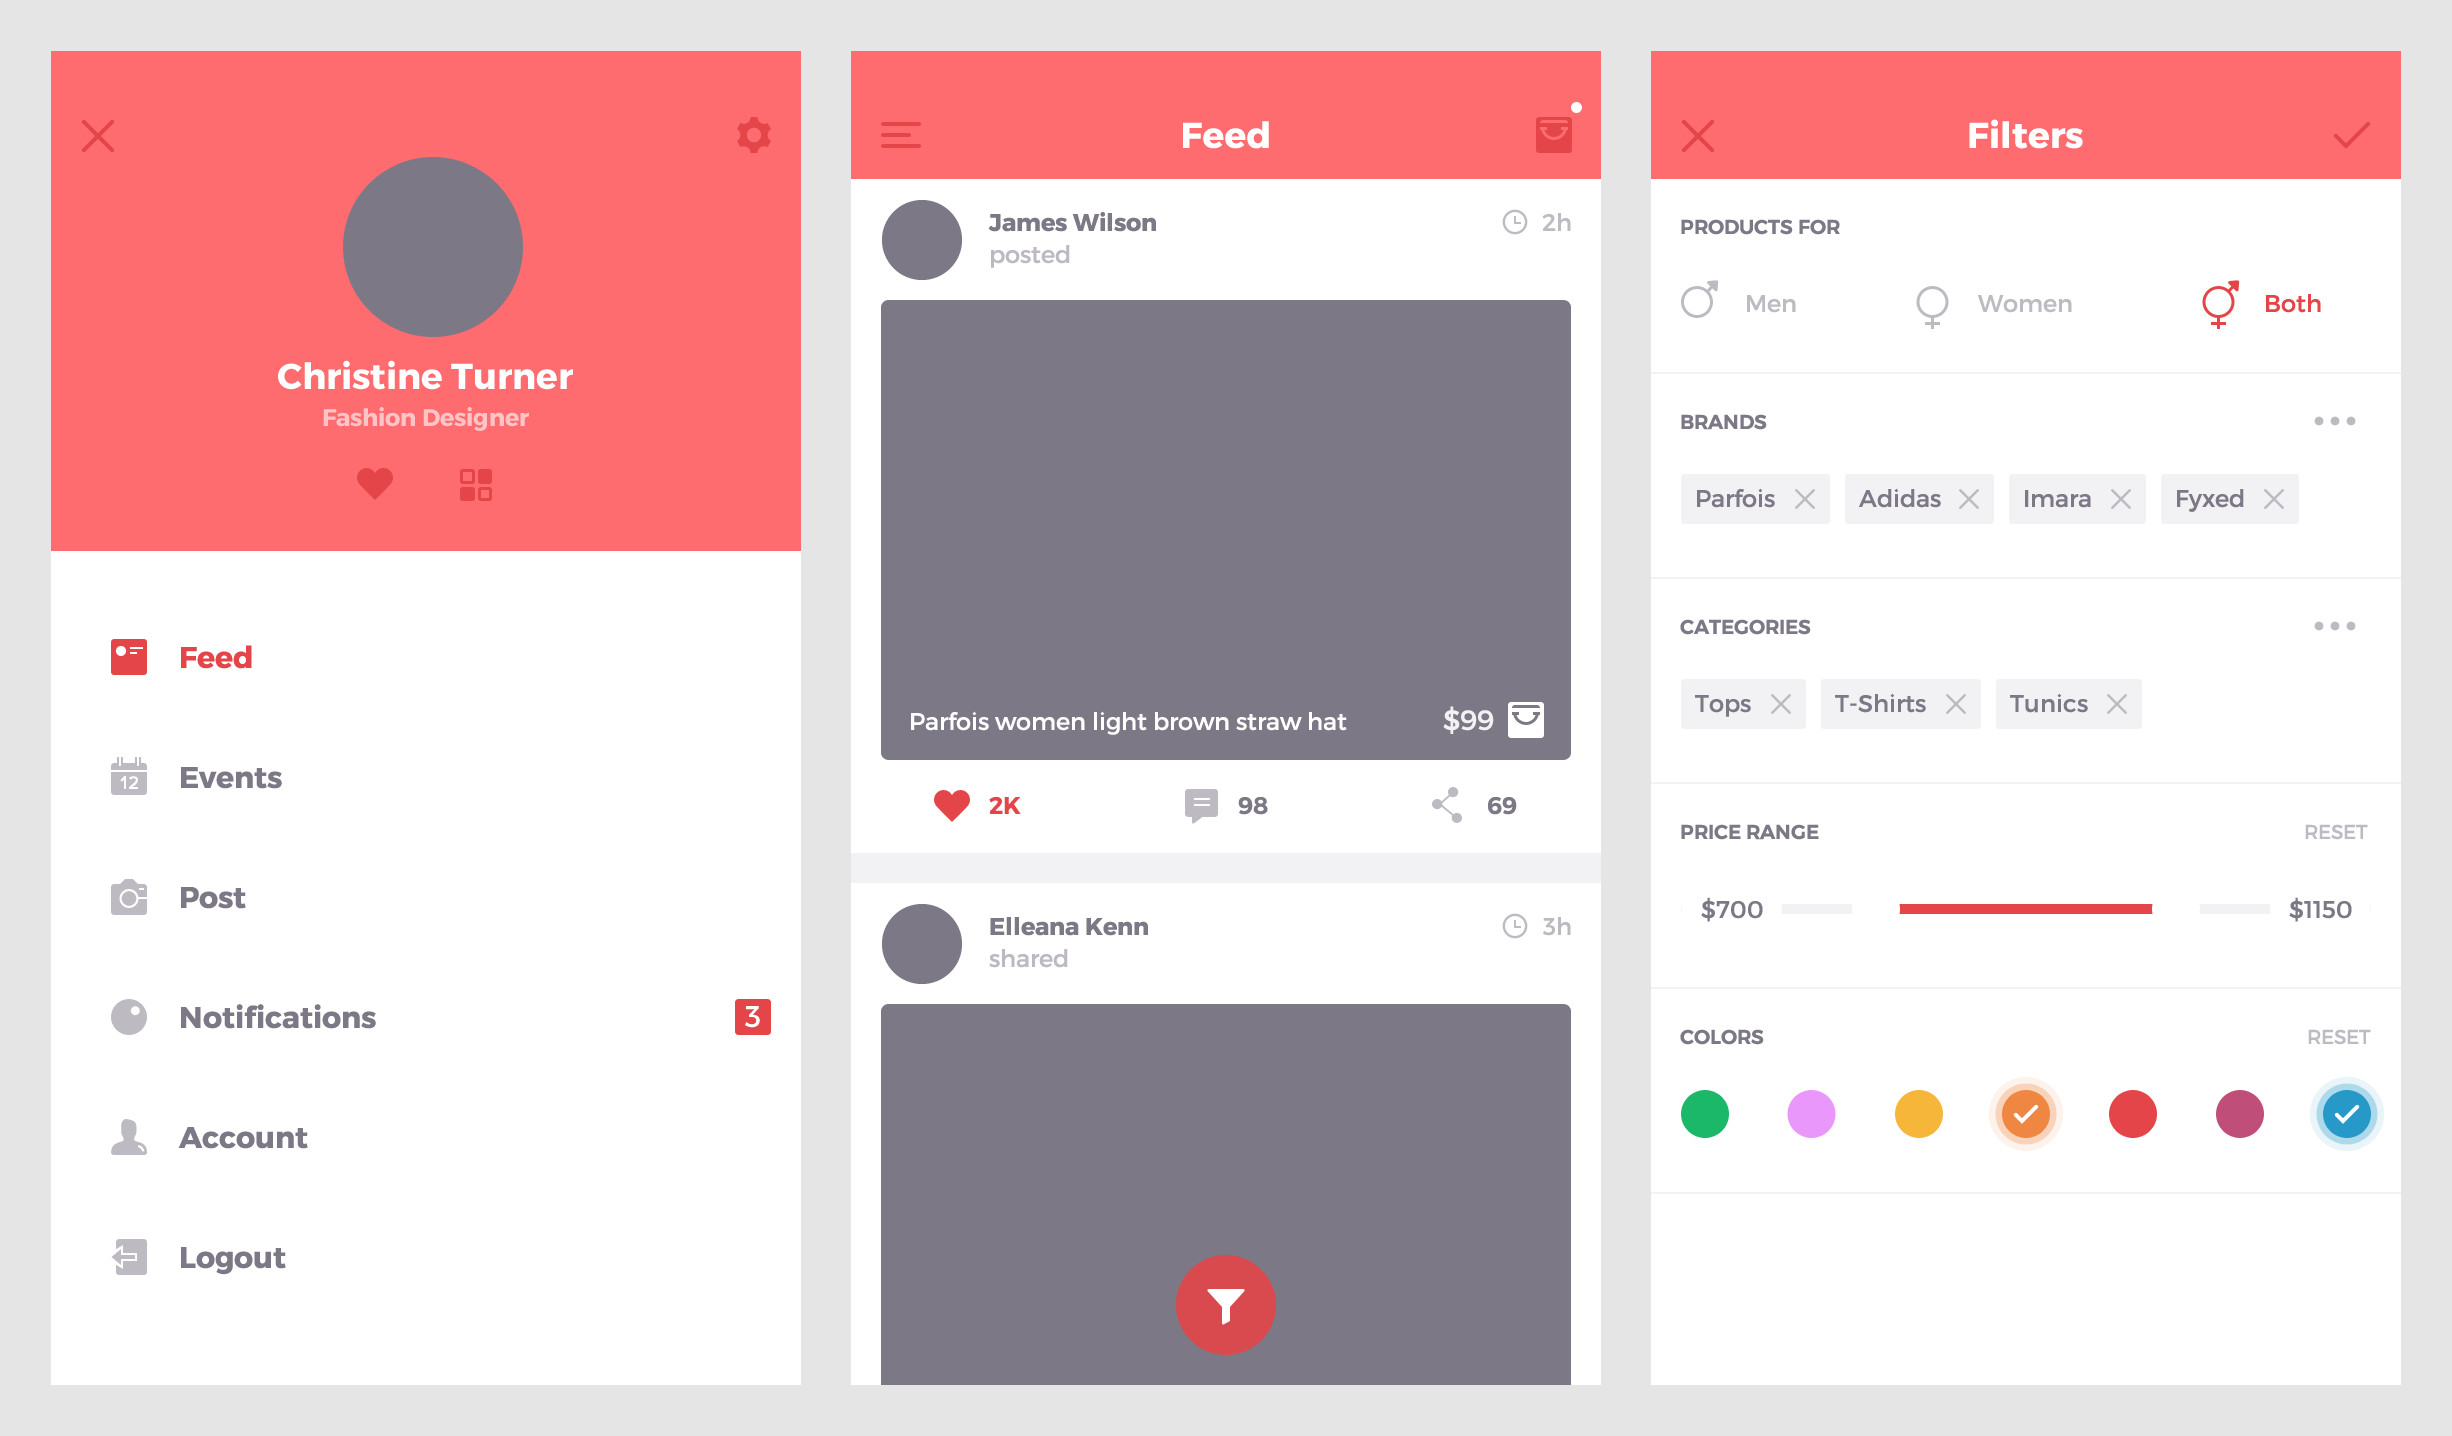 Christine Turner
Fashion Designer
Feed
12
Events
Post
Notifications
3
Account
Logout
Feed
James Wilson
posted
2h
Parfois women light brown straw hat
$99
2K
98
69
Elleana Kenn
shared
3h
Filters
PRODUCTS FOR
Men
Women
Both
BRANDS
Parfois
Adidas
Imara
Fyxed
CATEGORIES
Tops
T-Shirts
Tunics
PRICE RANGE
RESET
$700
$1150
COLORS
RESET